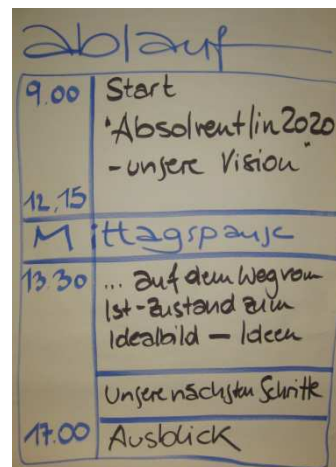 ablauf
9.00 Start
"Absolvent/in 2020
- unsere Vision"
12.15
Mittagspause
13.30 ... auf dem Weg vom
Ist-Zustand zum
Idealbild – Ideen
Unsere nächsten Schritte
17.00 Ausblick